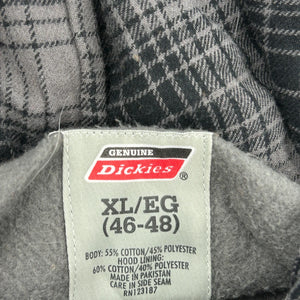 GENUINE
Dickies®
XL/EG
(46-48)
BODY: 55% COTTON/45% POLYESTER
HOOD LINING:
60% COTTON/40% POLYESTER
MADE IN PAKISTAN
CARE IN SIDE SEAM
RN123187